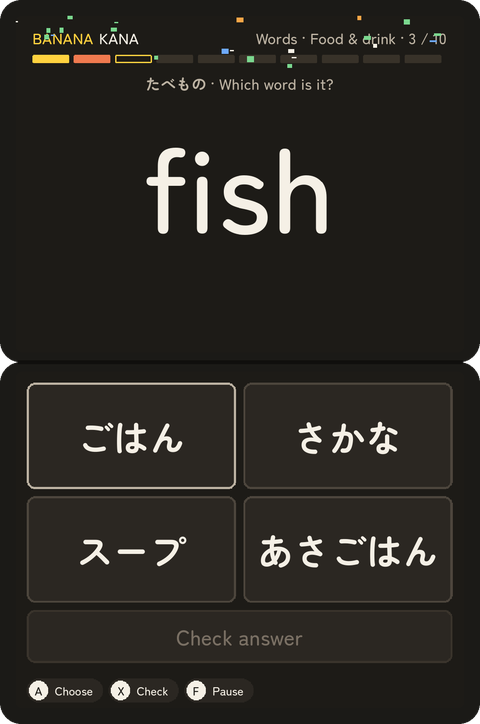 BANANA KANA
Words · Food & drink · 3 / 10
たべもの · Which word is it?
fish
ごはん
さかな
スープ
あさごはん
Check answer
A Choose X Check F Pause